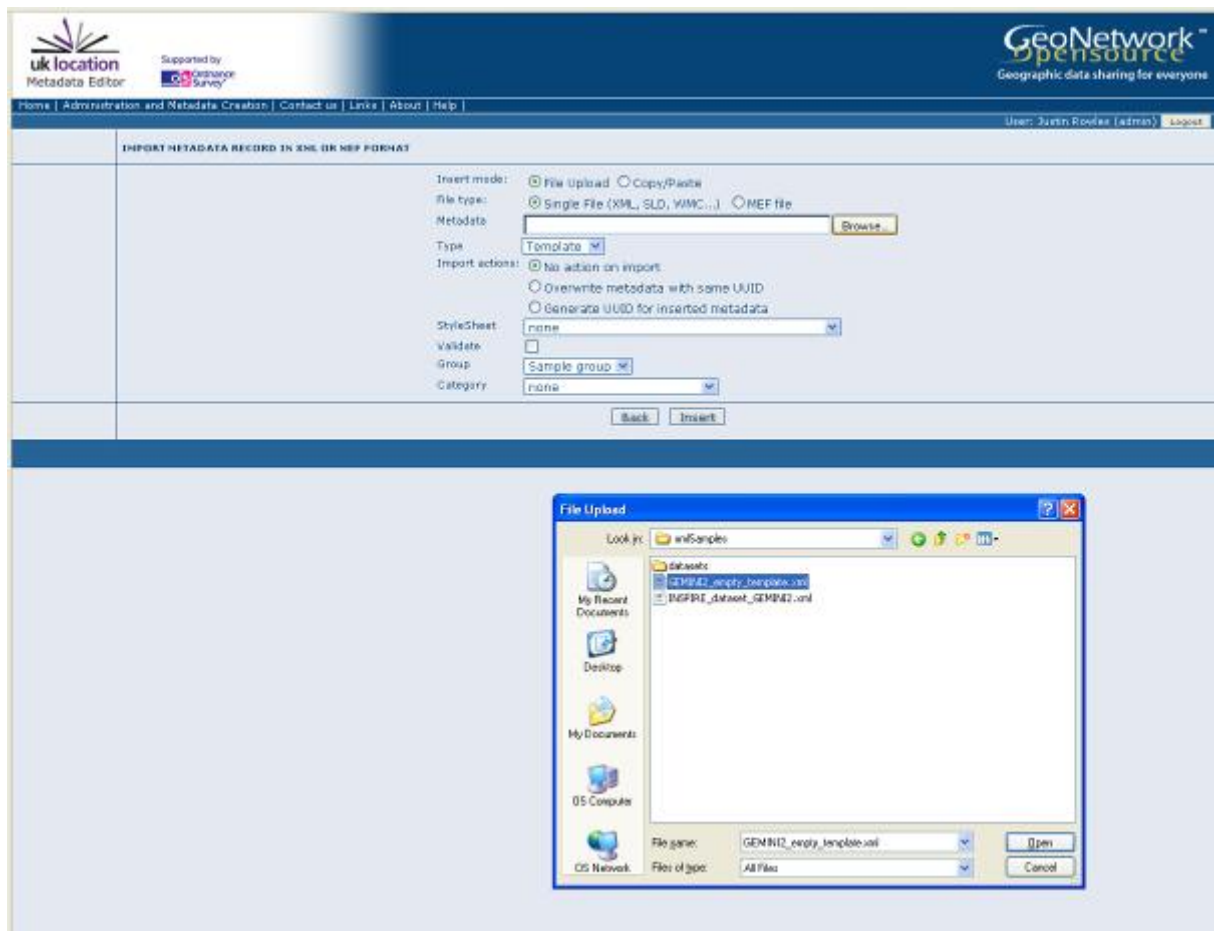 uk location
Metadata Editor
Supported by
Ordnance
Survey
GeoNetwork
Opensource
Geographic data sharing for everyone
Home | Administration and Metadata Creation | Contact us | Links | About | Help |
User: Justin Rowles (admin) Logout
IMPORT METADATA RECORD IN XML OR MEF FORMAT
Insert mode: File Upload Copy/Paste
File type: Single File (XML, SLD, WMC...) MEF file
Metadata Browse...
Type Template
Import actions: No action on import
Overwrite metadata with same UUID
Generate UUID for inserted metadata
StyleSheet none
Validate
Group Sample group
Category none
Back Insert
File Upload
Look in: xmlSamples
datasets
GEMINI2_empty_template.xml
INSPIRE_dataset_GEMINI2.xml
My Recent
Documents
Desktop
My Documents
OS Computer
OS Network
File name: GEMINI2_empty_template.xml Open
Files of type: All Files Cancel